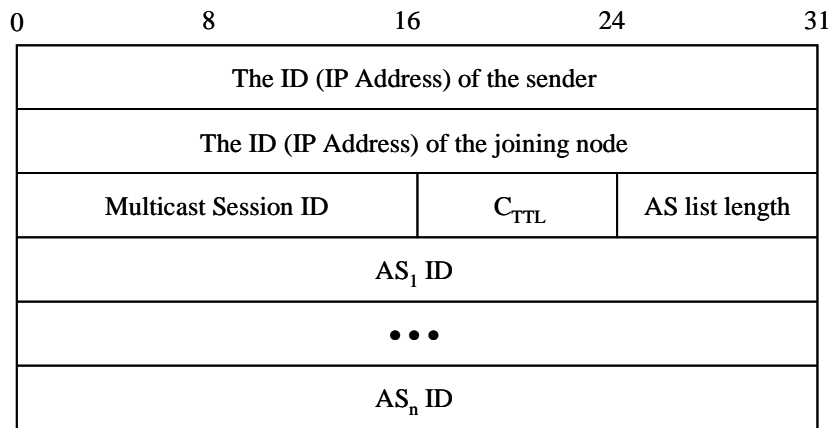 0 8 16 24 31
The ID (IP Address) of the sender
The ID (IP Address) of the joining node
Multicast Session ID C_TTL AS list length
AS_1 ID
•••
AS_n ID